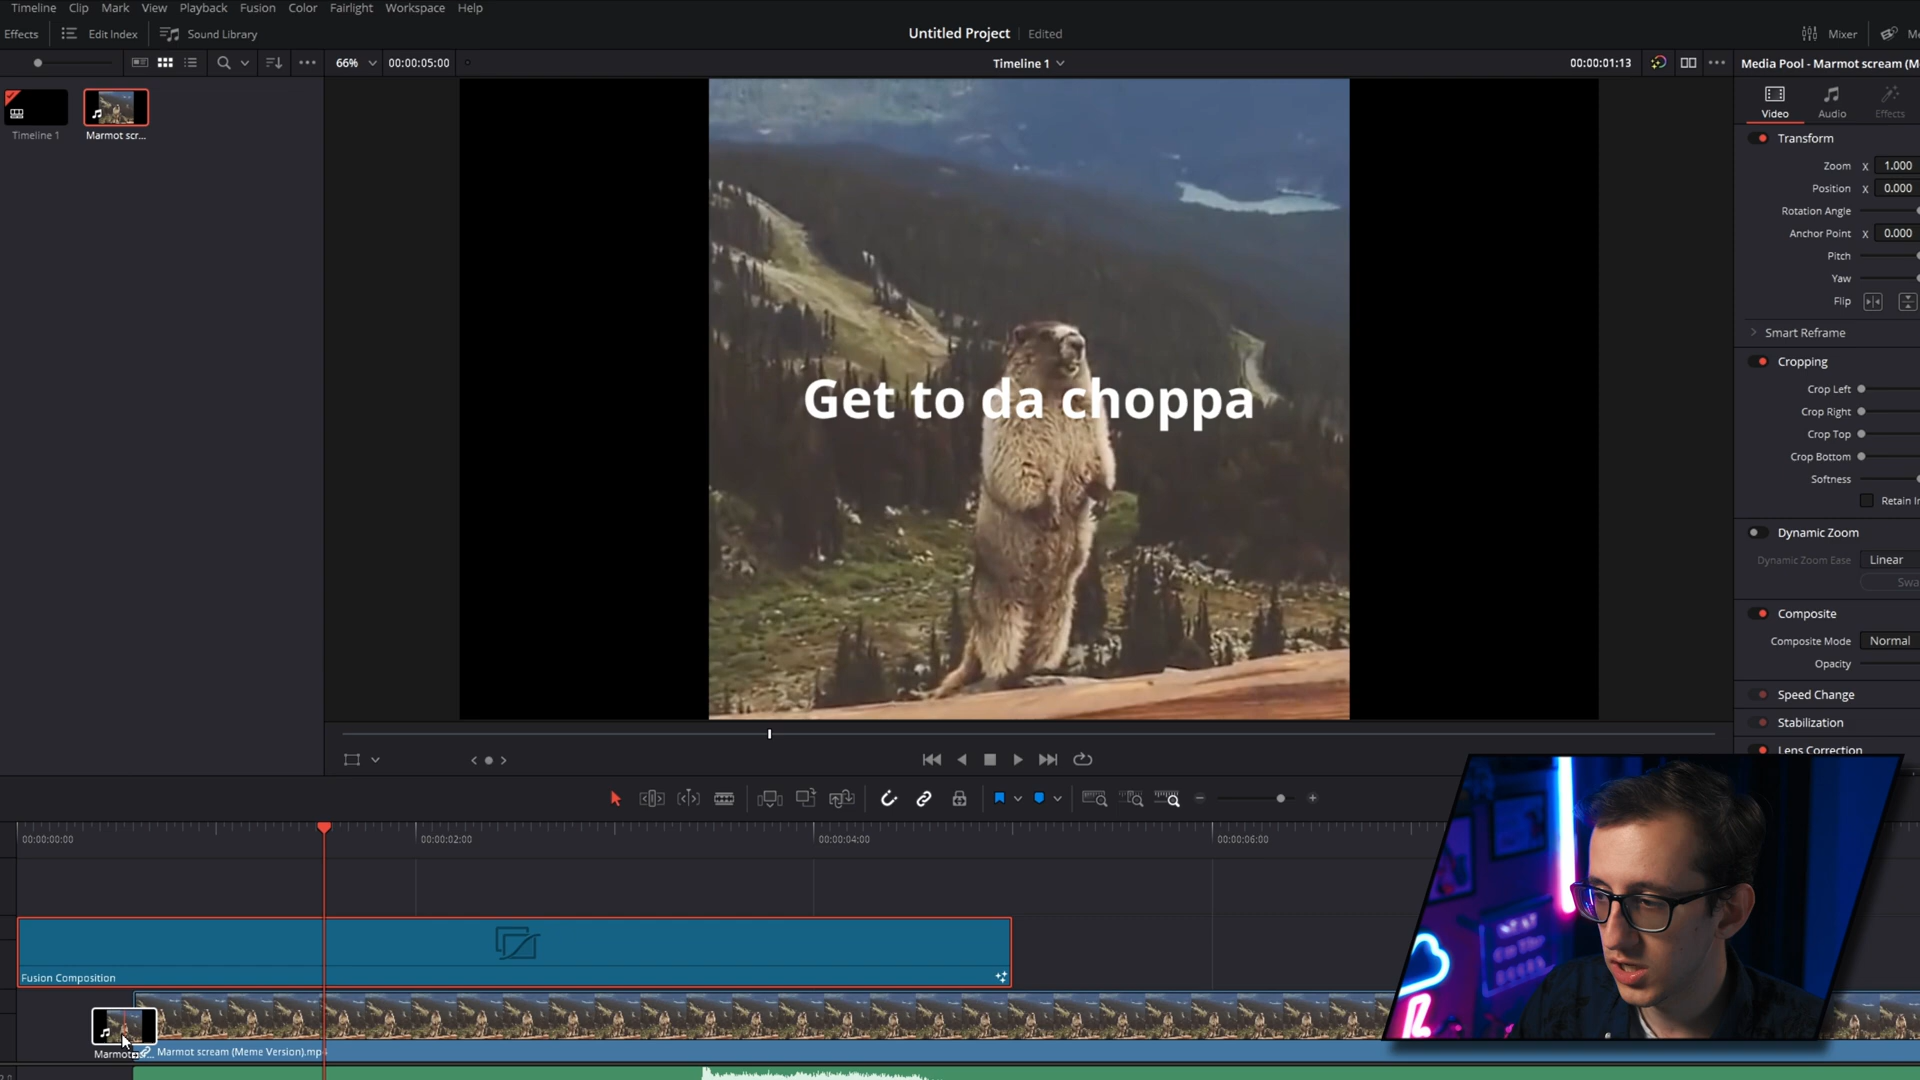 Timeline Clip Mark View Playback Fusion Color Fairlight Workspace Help
Effects Edit Index Sound Library Untitled Project Edited Mixer
66% 00:00:05:00 Timeline 1 00:00:01:13 Media Pool - Marmot scream (M
Video Audio Effects
Timeline 1 Marmot scr...
Transform
Zoom X 1.000
Position X 0.000
Rotation Angle
Anchor Point X 0.000
Pitch
Yaw
Flip
Smart Reframe
Cropping
Crop Left
Crop Right
Crop Top
Crop Bottom
Softness
Retain I
Get to da choppa
Dynamic Zoom
Dynamic Zoom Ease Linear
Swa
Composite
Composite Mode Normal
Opacity
Speed Change
Stabilization
Lens Correction
00:00:00:00 00:00:02:00 00:00:04:00 00:00:06:00
Fusion Composition
Marmot scream (Meme Version).mp4